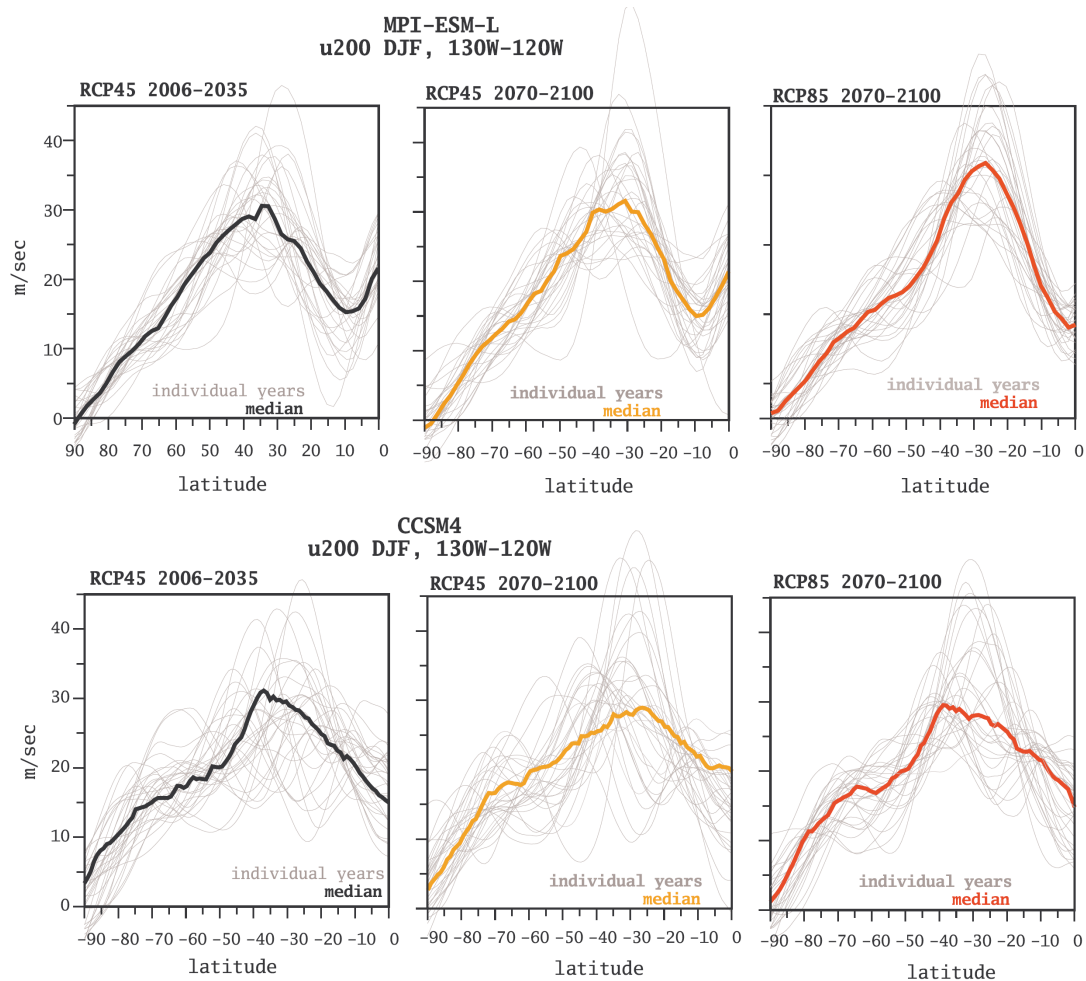 MPI-ESM-L
u200 DJF, 130W-120W
RCP45 2006-2035
RCP45 2070-2100
RCP85 2070-2100
40
30
20
10
0
m/sec
individual years
median
individual years
median
individual years
median
90 80 70 60 50 40 30 20 10 0
-90 -80 -70 -60 -50 -40 -30 -20 -10 0
-90 -80 -70 -60 -50 -40 -30 -20 -10 0
latitude
latitude
latitude
CCSM4
u200 DJF, 130W-120W
RCP45 2006-2035
RCP45 2070-2100
RCP85 2070-2100
40
30
20
10
0
m/sec
individual years
median
individual years
median
individual years
median
-90 -80 -70 -60 -50 -40 -30 -20 -10 0
-90 -80 -70 -60 -50 -40 -30 -20 -10 0
-90 -80 -70 -60 -50 -40 -30 -20 -10 0
latitude
latitude
latitude